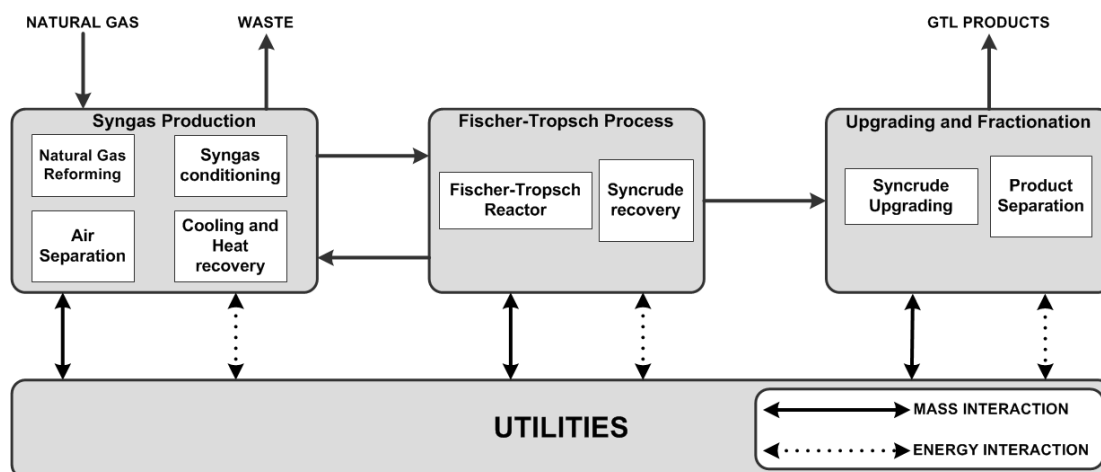 NATURAL GAS
WASTE
GTL PRODUCTS
Syngas Production
Natural Gas
Reforming
Syngas
conditioning
Air
Separation
Cooling and
Heat
recovery
Fischer-Tropsch Process
Fischer-Tropsch
Reactor
Syncrude
recovery
Upgrading and Fractionation
Syncrude
Upgrading
Product
Separation
UTILITIES
MASS INTERACTION
ENERGY INTERACTION